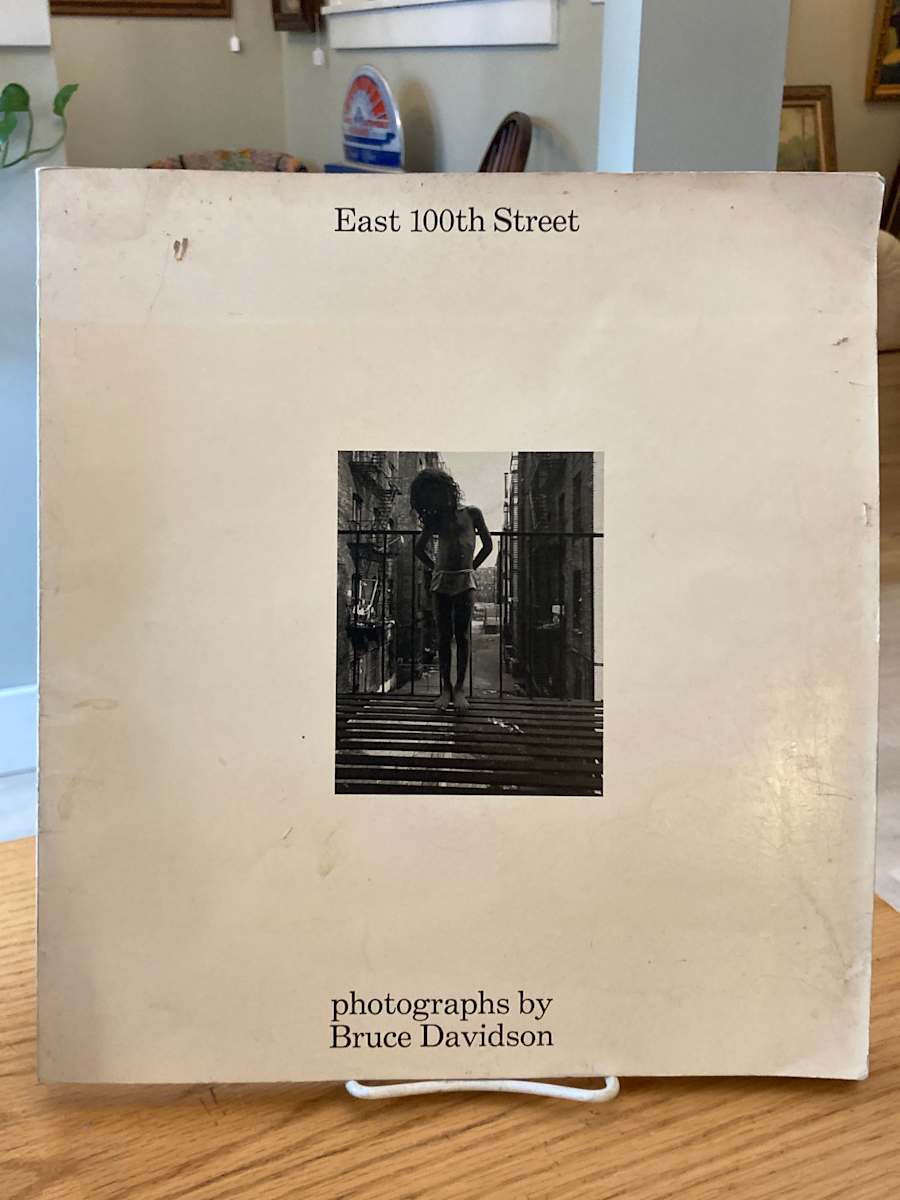 East 100th Street
photographs by
Bruce Davidson